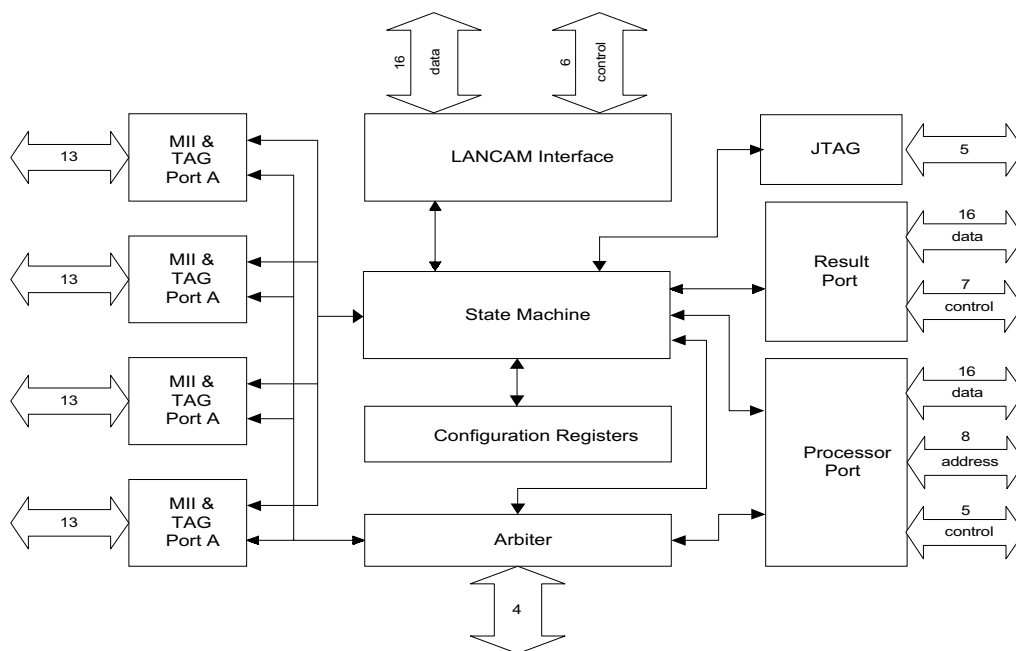 16
data
6
control
MII &
TAG
Port A
13
LANCAM Interface
JTAG
5
MII &
TAG
Port A
13
State Machine
Result
Port
16
data
7
control
MII &
TAG
Port A
13
Configuration Registers
Processor
Port
16
data
8
address
5
control
MII &
TAG
Port A
13
Arbiter
4